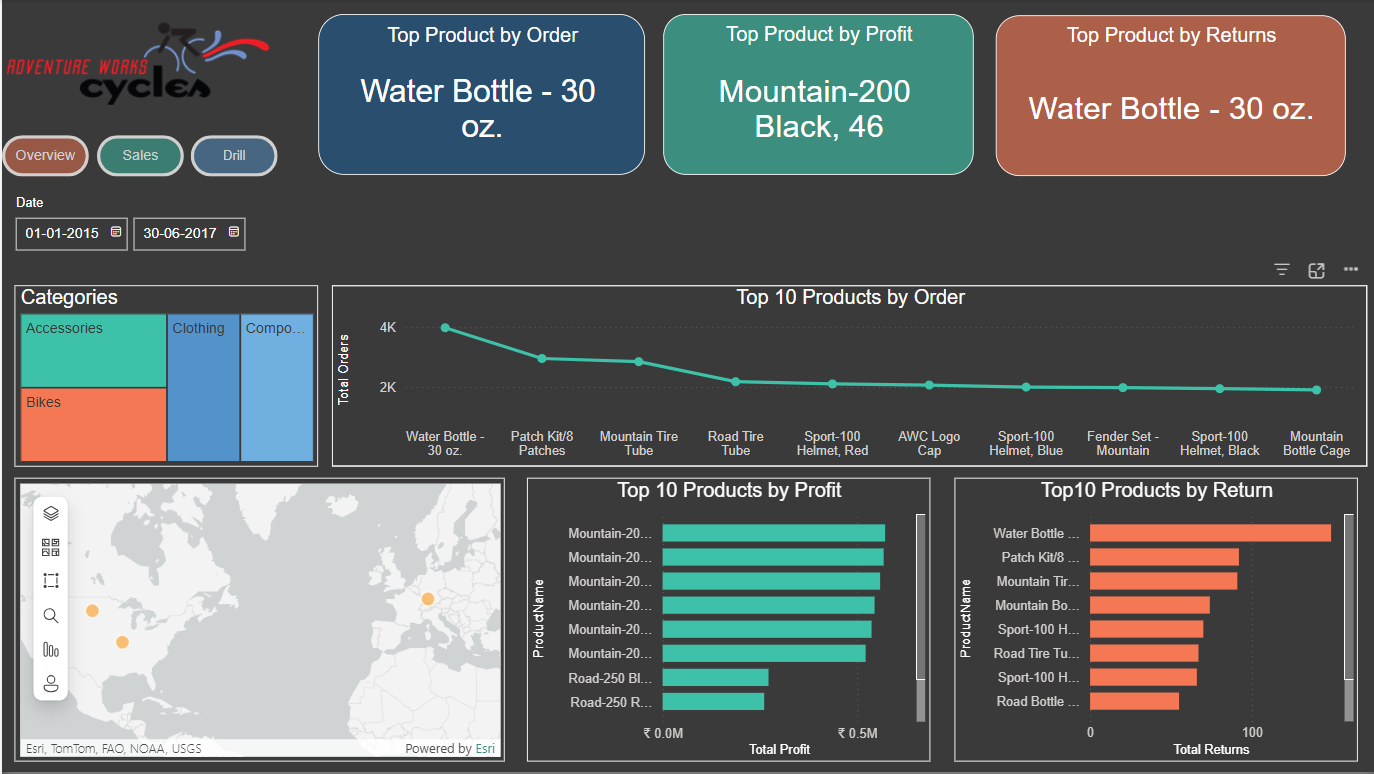 ADVENTURE WORKS
cycles
Top Product by Order
Water Bottle - 30
oz.
Top Product by Profit
Mountain-200
Black, 46
Top Product by Returns
Water Bottle - 30 oz.
Overview
Sales
Drill
Date
01-01-2015
30-06-2017
Categories
Accessories
Clothing
Compo...
Bikes
Top 10 Products by Order
Total Orders
4K
2K
Water Bottle -
30 oz.
Patch Kit/8
Patches
Mountain Tire
Tube
Road Tire
Tube
Sport-100
Helmet, Red
AWC Logo
Cap
Sport-100
Helmet, Blue
Fender Set -
Mountain
Sport-100
Helmet, Black
Mountain
Bottle Cage
Esri, TomTom, FAO, NOAA, USGS
Powered by Esri
Top 10 Products by Profit
ProductName
Mountain-20...
Mountain-20...
Mountain-20...
Mountain-20...
Mountain-20...
Mountain-20...
Road-250 Bl...
Road-250 R...
₹ 0.0M
₹ 0.5M
Total Profit
Top10 Products by Return
ProductName
Water Bottle ...
Patch Kit/8 ...
Mountain Tir...
Mountain Bo...
Sport-100 H...
Road Tire Tu...
Sport-100 H...
Road Bottle ...
0
100
Total Returns